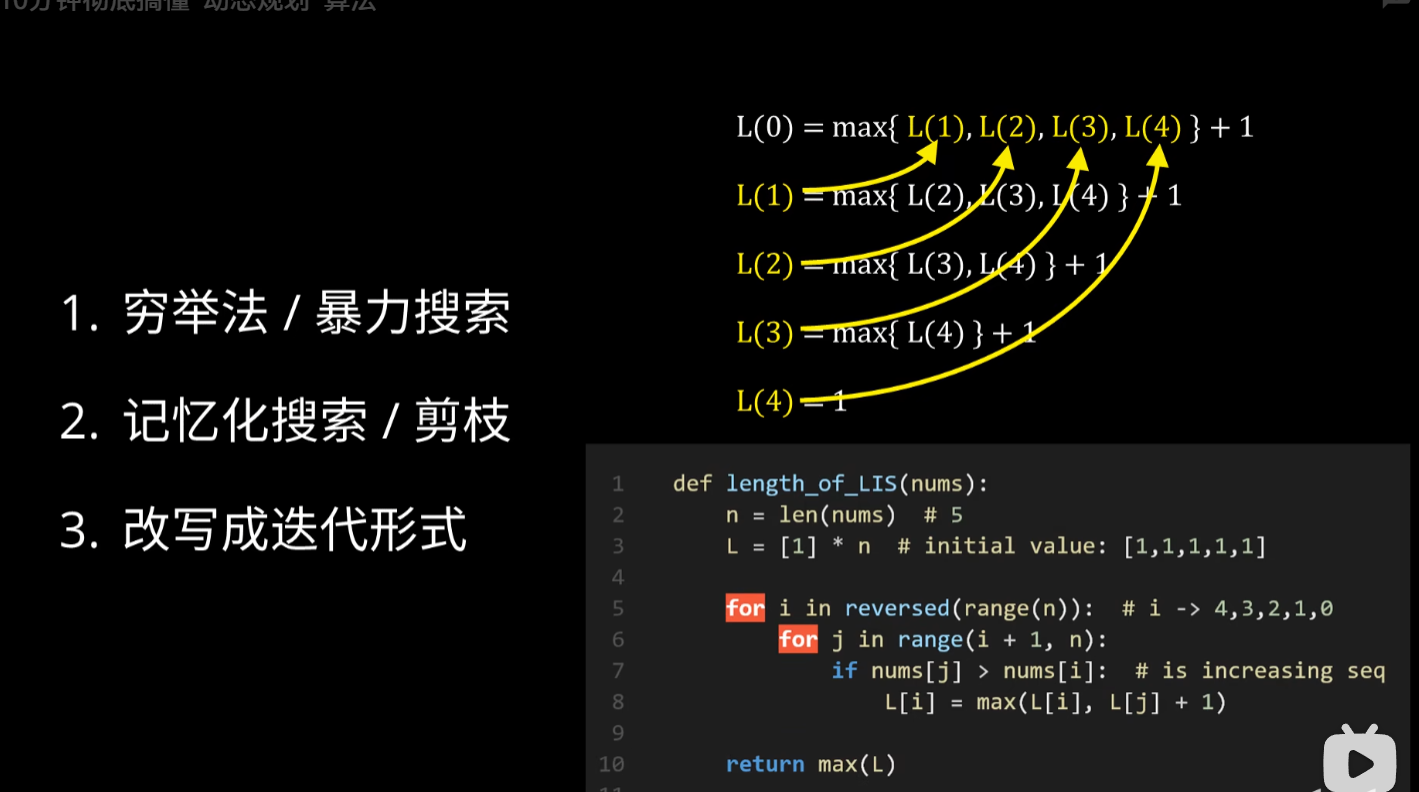 10分钟彻底搞懂"动态规划"算法
L(0) = max{ L(1), L(2), L(3), L(4) } + 1
L(1) = max{ L(2), L(3), L(4) } + 1
L(2) = max{ L(3), L(4) } + 1
L(3) = max{ L(4) } + 1
L(4) = 1
1. 穷举法 / 暴力搜索
2. 记忆化搜索 / 剪枝
3. 改写成迭代形式
1 def length_of_LIS(nums):
2 n = len(nums) # 5
3 L = [1] * n # initial value: [1,1,1,1,1]
4
5 for i in reversed(range(n)): # i -> 4,3,2,1,0
6 for j in range(i + 1, n):
7 if nums[j] > nums[i]: # is increasing seq
8 L[i] = max(L[i], L[j] + 1)
9
10 return max(L)
11